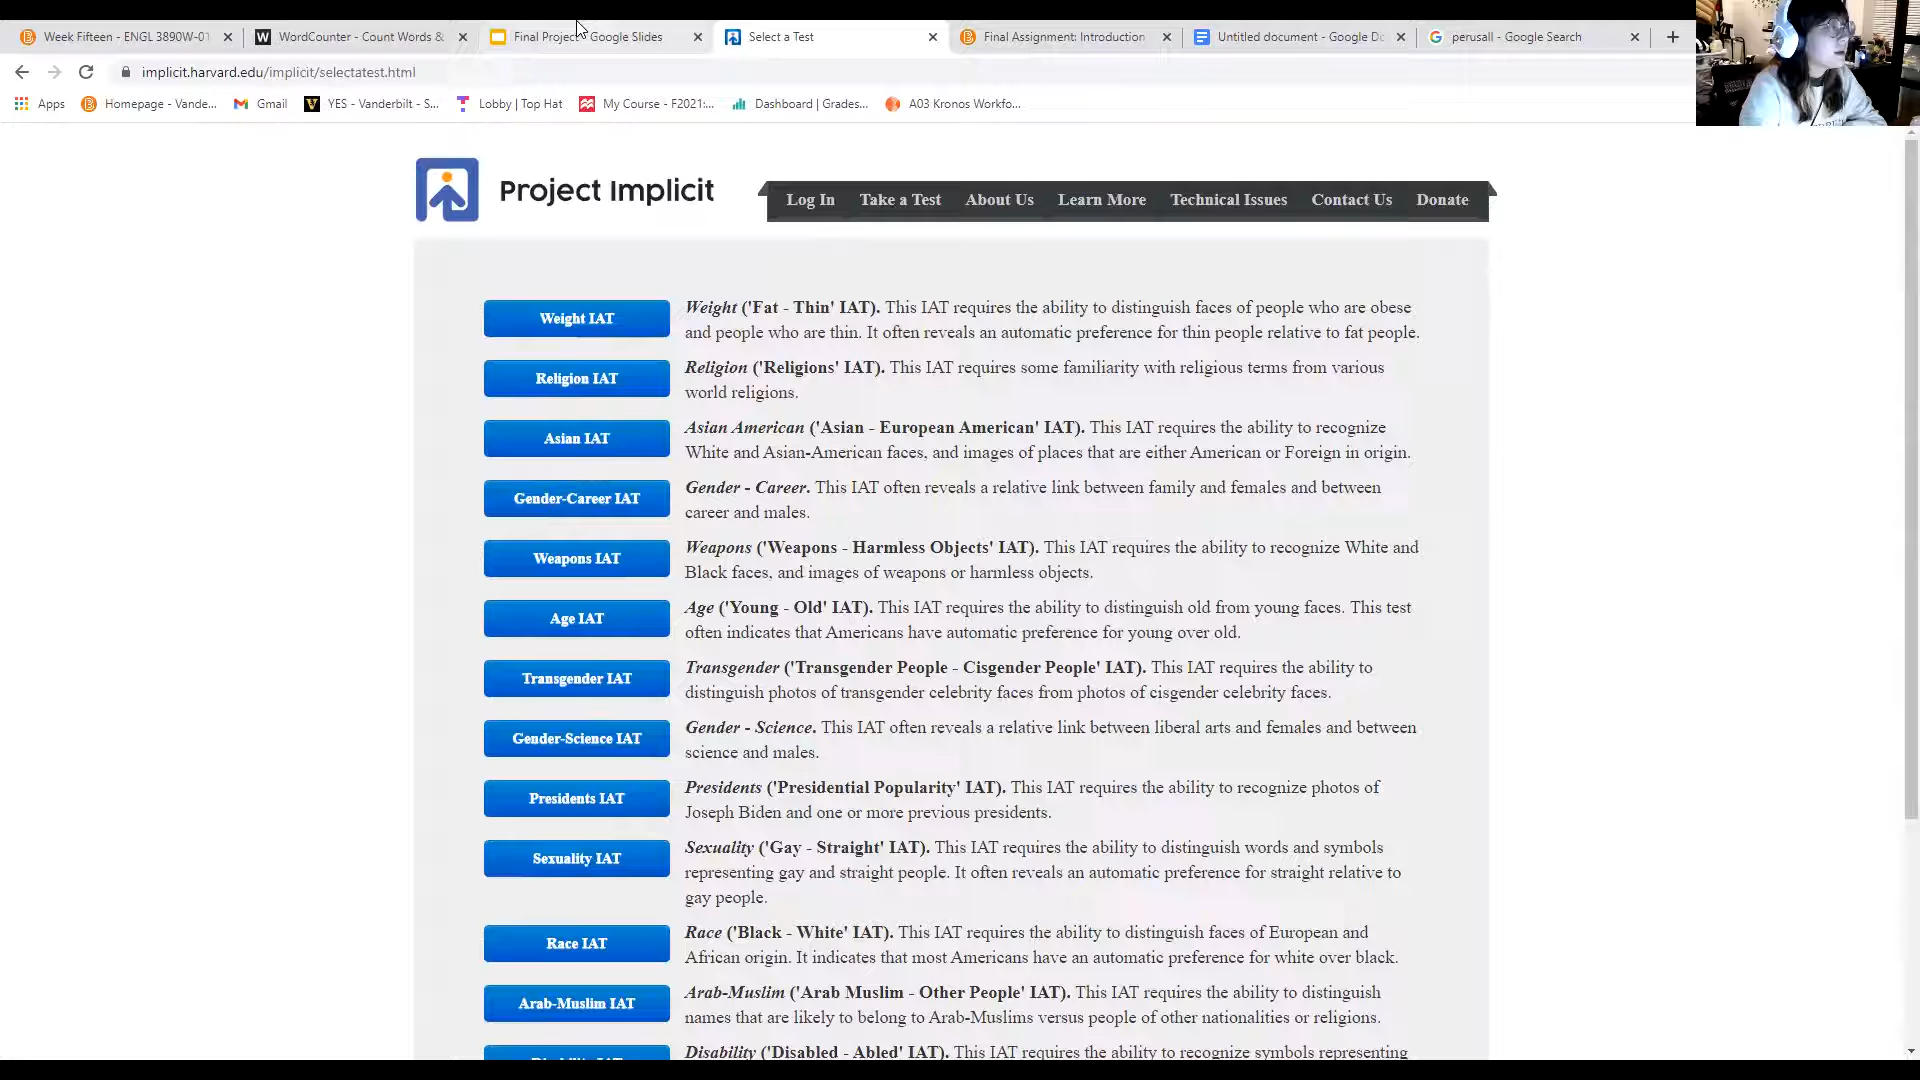 Week Fifteen - ENGL 3890W-01
WordCounter - Count Words &
Final Project - Google Slides
Select a Test
Final Assignment: Introduction
Untitled document - Google Do
perusall - Google Search
implicit.harvard.edu/implicit/selectatest.html
Apps
Homepage - Vande...
Gmail
YES - Vanderbilt - S...
Lobby | Top Hat
My Course - F2021:...
Dashboard | Grades...
A03 Kronos Workfo...
Project Implicit
Log In
Take a Test
About Us
Learn More
Technical Issues
Contact Us
Donate
Weight IAT
Weight ('Fat - Thin' IAT). This IAT requires the ability to distinguish faces of people who are obese
and people who are thin. It often reveals an automatic preference for thin people relative to fat people.
Religion IAT
Religion ('Religions' IAT). This IAT requires some familiarity with religious terms from various
world religions.
Asian IAT
Asian American ('Asian - European American' IAT). This IAT requires the ability to recognize
White and Asian-American faces, and images of places that are either American or Foreign in origin.
Gender-Career IAT
Gender - Career. This IAT often reveals a relative link between family and females and between
career and males.
Weapons IAT
Weapons ('Weapons - Harmless Objects' IAT). This IAT requires the ability to recognize White and
Black faces, and images of weapons or harmless objects.
Age IAT
Age ('Young - Old' IAT). This IAT requires the ability to distinguish old from young faces. This test
often indicates that Americans have automatic preference for young over old.
Transgender IAT
Transgender ('Transgender People - Cisgender People' IAT). This IAT requires the ability to
distinguish photos of transgender celebrity faces from photos of cisgender celebrity faces.
Gender-Science IAT
Gender - Science. This IAT often reveals a relative link between liberal arts and females and between
science and males.
Presidents IAT
Presidents ('Presidential Popularity' IAT). This IAT requires the ability to recognize photos of
Joseph Biden and one or more previous presidents.
Sexuality IAT
Sexuality ('Gay - Straight' IAT). This IAT requires the ability to distinguish words and symbols
representing gay and straight people. It often reveals an automatic preference for straight relative to
gay people.
Race IAT
Race ('Black - White' IAT). This IAT requires the ability to distinguish faces of European and
African origin. It indicates that most Americans have an automatic preference for white over black.
Arab-Muslim IAT
Arab-Muslim ('Arab Muslim - Other People' IAT). This IAT requires the ability to distinguish
names that are likely to belong to Arab-Muslims versus people of other nationalities or religions.
Disability ('Disabled - Abled' IAT). This IAT requires the ability to recognize symbols representing